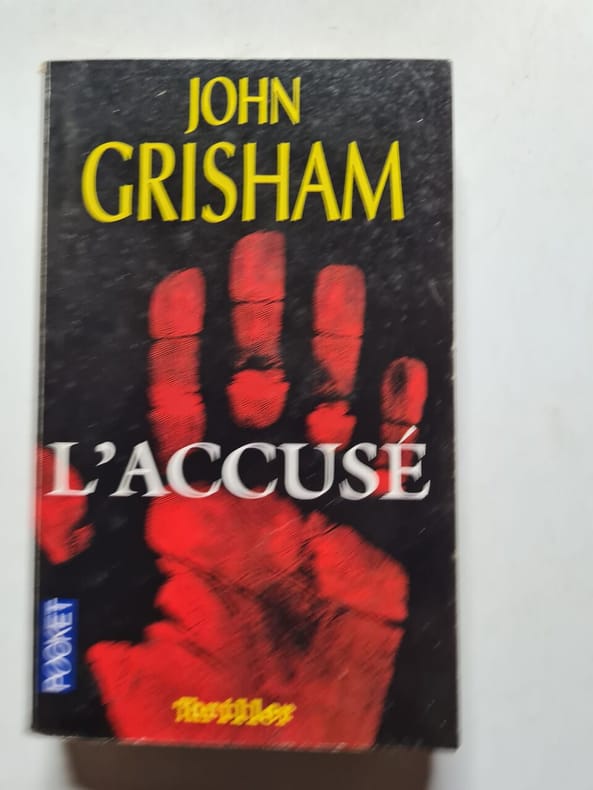 JOHN
GRISHAM
L'ACCUSÉ
POCKET
Thriller